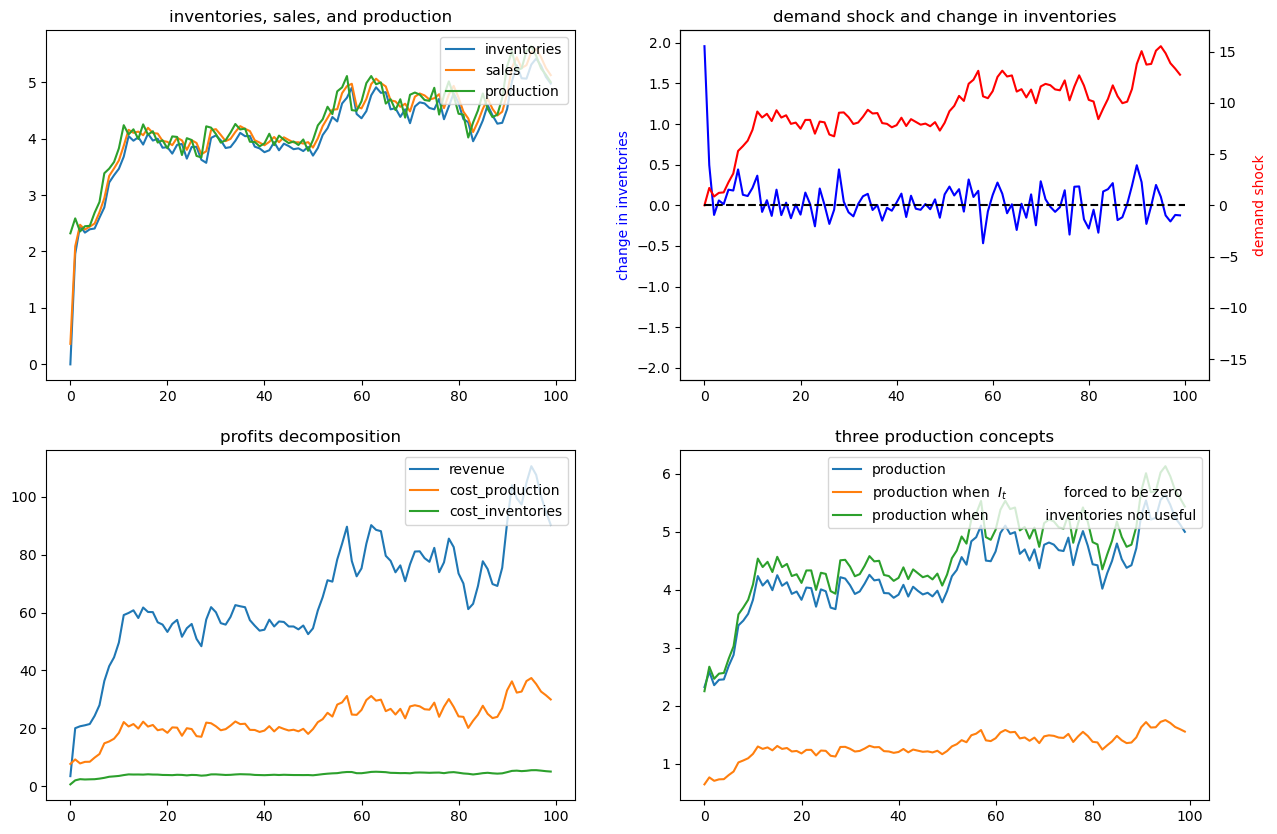 inventories, sales, and production
inventories
sales
production
5
4
3
2
1
0
0 20 40 60 80 100
demand shock and change in inventories
change in inventories
2.0
1.5
1.0
0.5
0.0
−0.5
−1.0
−1.5
−2.0
15
10
5
0
−5
−10
−15
demand shock
0 20 40 60 80 100
profits decomposition
revenue
cost_production
cost_inventories
100
80
60
40
20
0
0 20 40 60 80 100
three production concepts
production
production when I_t forced to be zero
production when inventories not useful
6
5
4
3
2
1
0 20 40 60 80 100